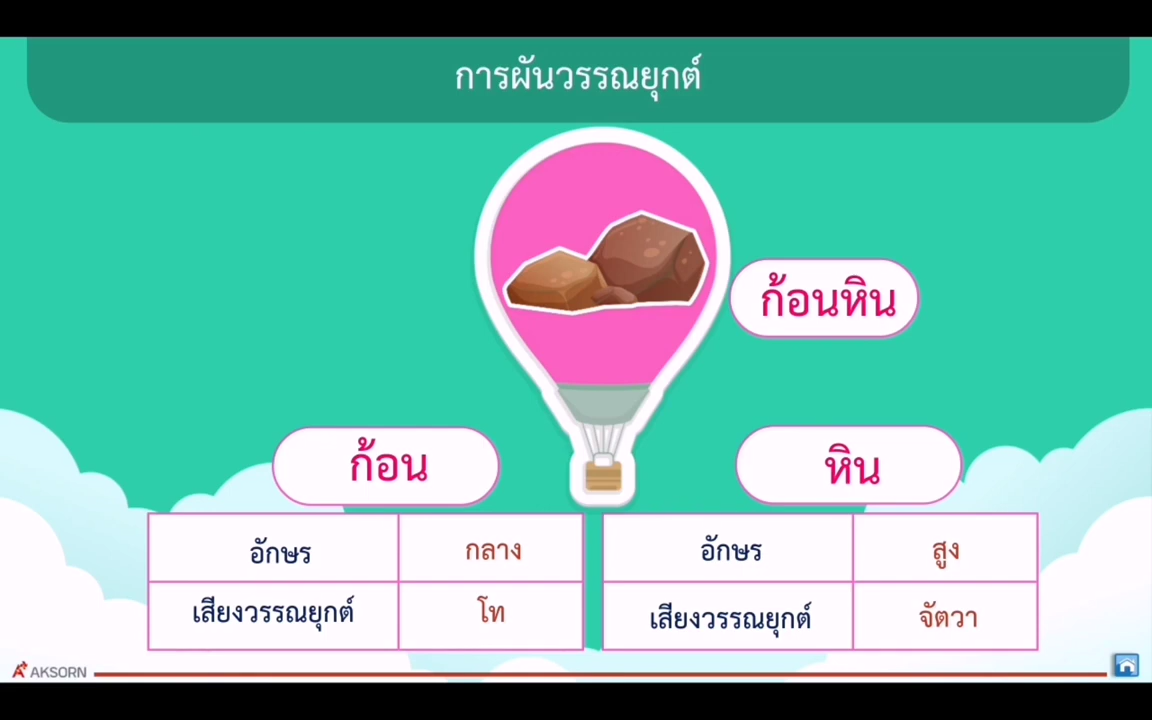 การผันวรรณยุกต์
ก้อนหิน
ก้อน
หิน
อักษร กลาง
เสียงวรรณยุกต์ โท
อักษร สูง
เสียงวรรณยุกต์ จัตวา
AKSORN